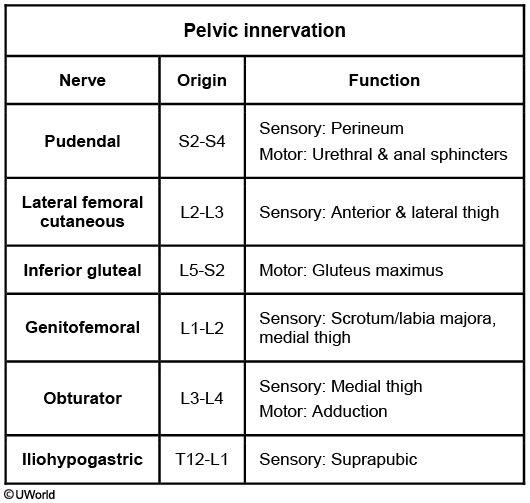 Pelvic innervation
Nerve Origin Function
Pudendal S2-S4 Sensory: Perineum
Motor: Urethral & anal sphincters
Lateral femoral
cutaneous L2-L3 Sensory: Anterior & lateral thigh
Inferior gluteal L5-S2 Motor: Gluteus maximus
Genitofemoral L1-L2 Sensory: Scrotum/labia majora,
medial thigh
Obturator L3-L4 Sensory: Medial thigh
Motor: Adduction
Iliohypogastric T12-L1 Sensory: Suprapubic
©UWorld